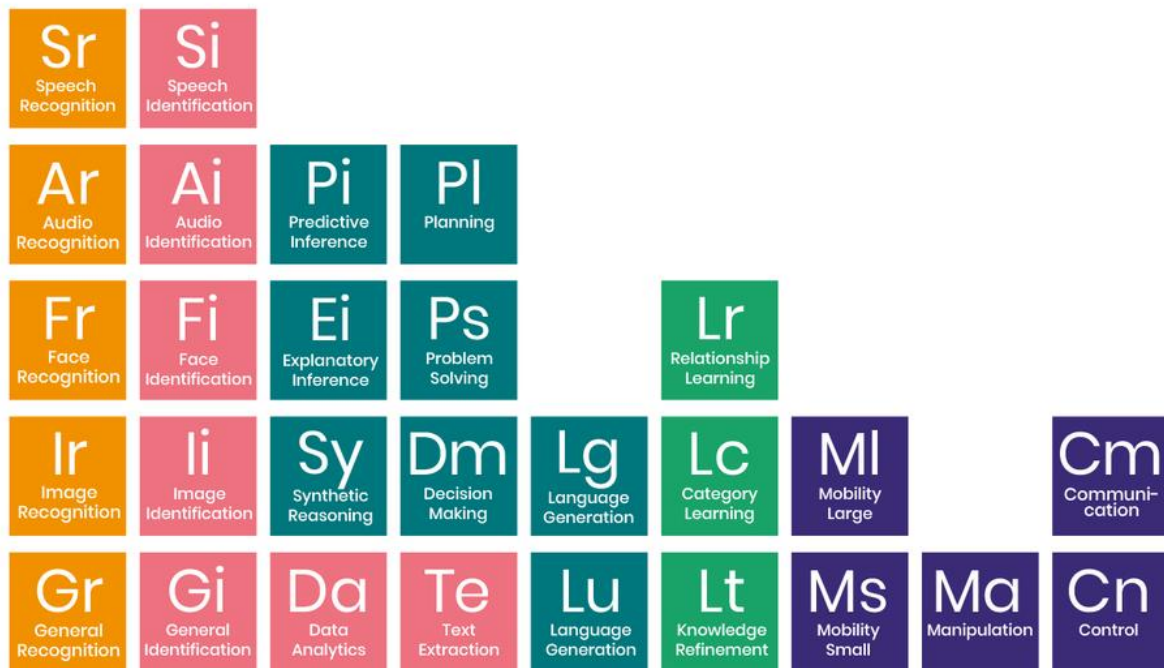 Sr
Speech
Recognition
Si
Speech
Identification
Ar
Audio
Recognition
Ai
Audio
Identification
Pi
Predictive
Inference
Pl
Planning
Fr
Face
Recognition
Fi
Face
Identification
Ei
Explanatory
Inference
Ps
Problem
Solving
Lr
Relationship
Learning
Ir
Image
Recognition
Ii
Image
Identification
Sy
Synthetic
Reasoning
Dm
Decision
Making
Lg
Language
Generation
Lc
Category
Learning
Ml
Mobility
Large
Cm
Communi-
cation
Gr
General
Recognition
Gi
General
Identification
Da
Data
Analytics
Te
Text
Extraction
Lu
Language
Generation
Lt
Knowledge
Refinement
Ms
Mobility
Small
Ma
Manipulation
Cn
Control